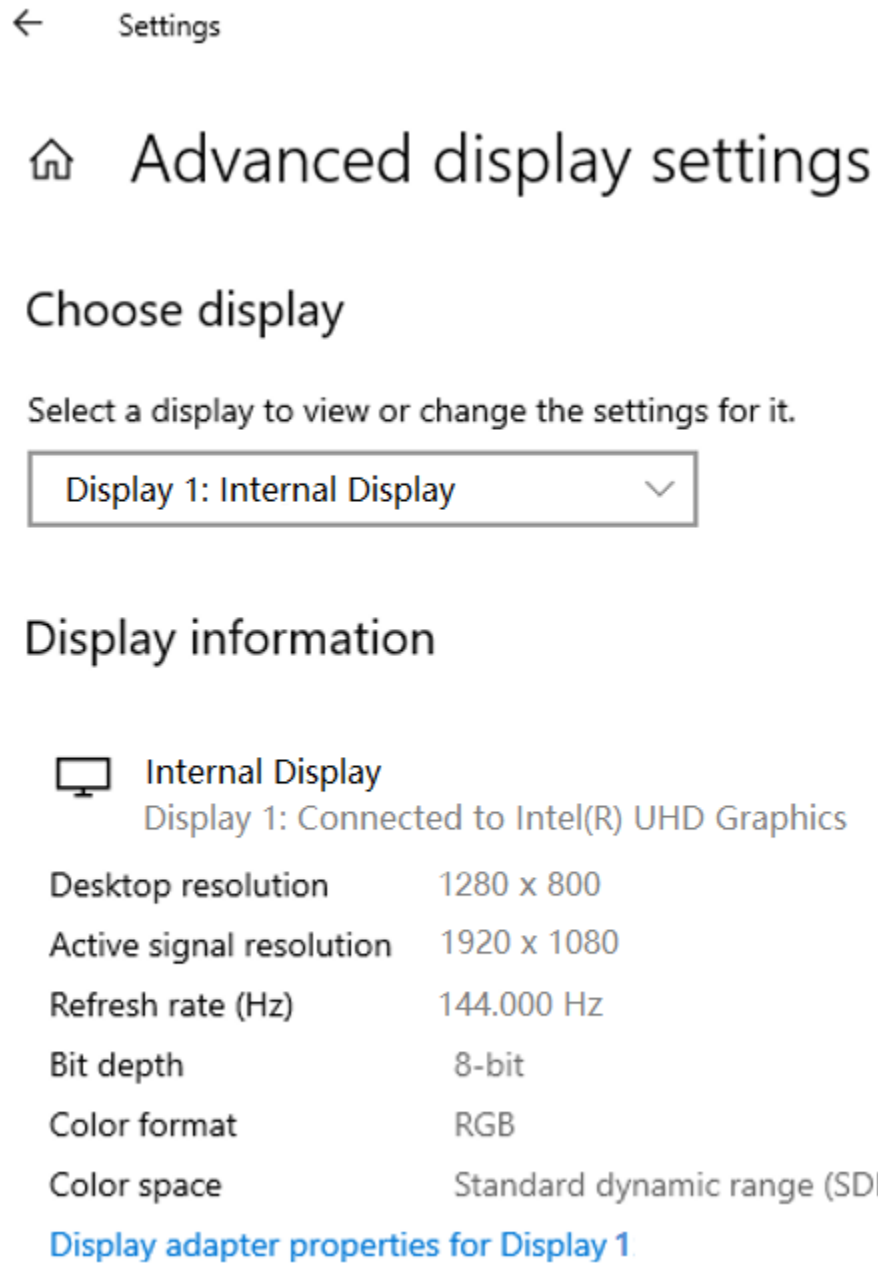 Settings
Advanced display settings
Choose display
Select a display to view or change the settings for it.
Display 1: Internal Display
Display information
Internal Display
Display 1: Connected to Intel(R) UHD Graphics
Desktop resolution 1280 x 800
Active signal resolution 1920 x 1080
Refresh rate (Hz) 144.000 Hz
Bit depth 8-bit
Color format RGB
Color space Standard dynamic range
Display adapter properties for Display 1